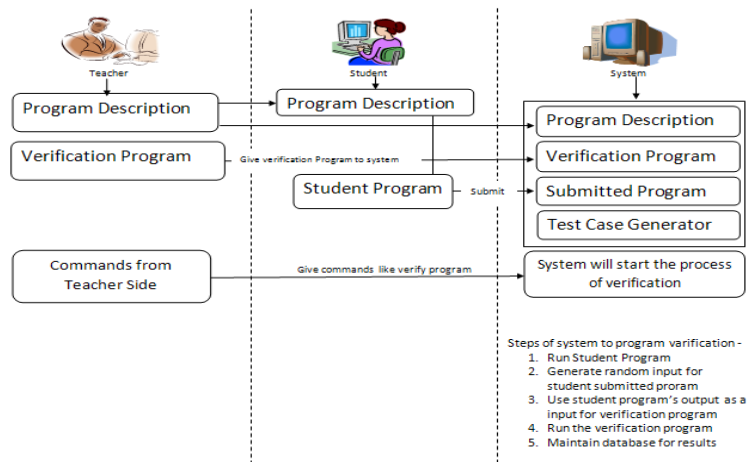 Teacher
Student
System
Program Description
Program Description
Program Description
Verification Program
Give verification Program to system
Verification Program
Student Program
Submit
Submitted Program
Test Case Generator
Commands from
Teacher Side
Give commands like verify program
System will start the process
of verification
Steps of system to program varification -
1. Run Student Program
2. Generate random input for
student submitted proram
3. Use student program's output as a
input for verification program
4. Run the verification program
5. Maintain database for results